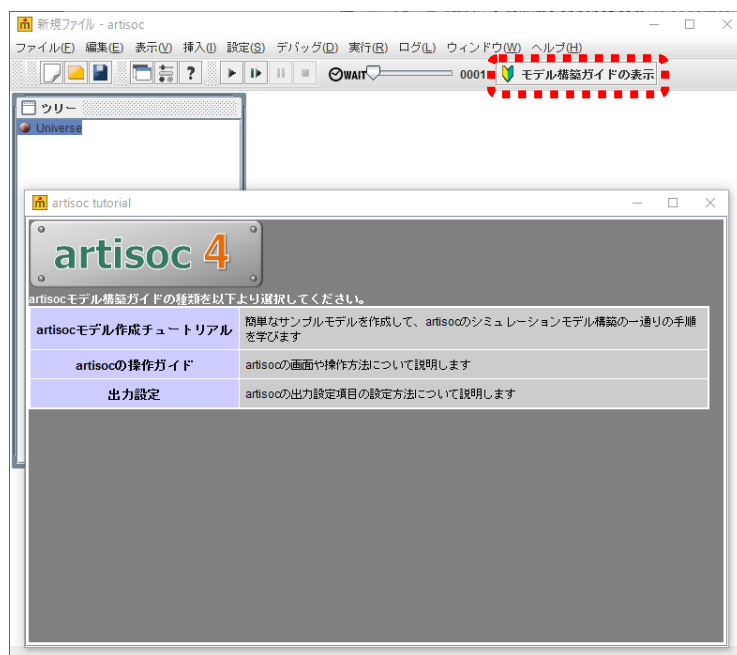 新規ファイル - artisoc
ファイル(F) 編集(E) 表示(V) 挿入(I) 設定(S) デバッグ(D) 実行(R) ログ(L) ウィンドウ(W) ヘルプ(H)
? WAIT 0001 モデル構築ガイドの表示
ツリー
Universe
artisoc tutorial
artisoc 4
artisocモデル構築ガイドの種類を以下より選択してください。
artisocモデル作成チュートリアル
簡単なサンプルモデルを作成して、artisocのシミュレーションモデル構築の一通りの手順
を学びます
artisocの操作ガイド
artisocの画面や操作方法について説明します
出力設定
artisocの出力設定項目の設定方法について説明します